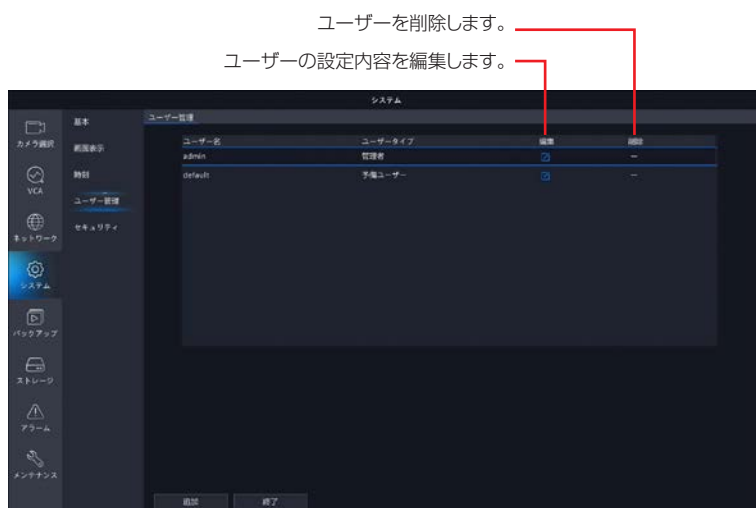 ユーザーを削除します。
ユーザーの設定内容を編集します。
システム
カメラ選択
VCA
ネットワーク
システム
バックアップ
ストレージ
アラーム
メンテナンス
基本
画面表示
時刻
ユーザー管理
セキュリティ
ユーザー管理
ユーザー名 ユーザータイプ 編集 削除
admin 管理者 --
default 予備ユーザー --
追加 終了